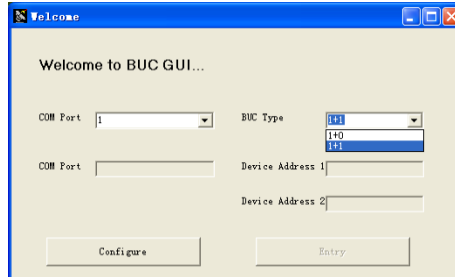 Welcome
Welcome to BUC GUI...
COM Port 1 BUC Type 1+1
1+0
1+1
COM Port Device Address 1
Device Address 2
Configure Entry